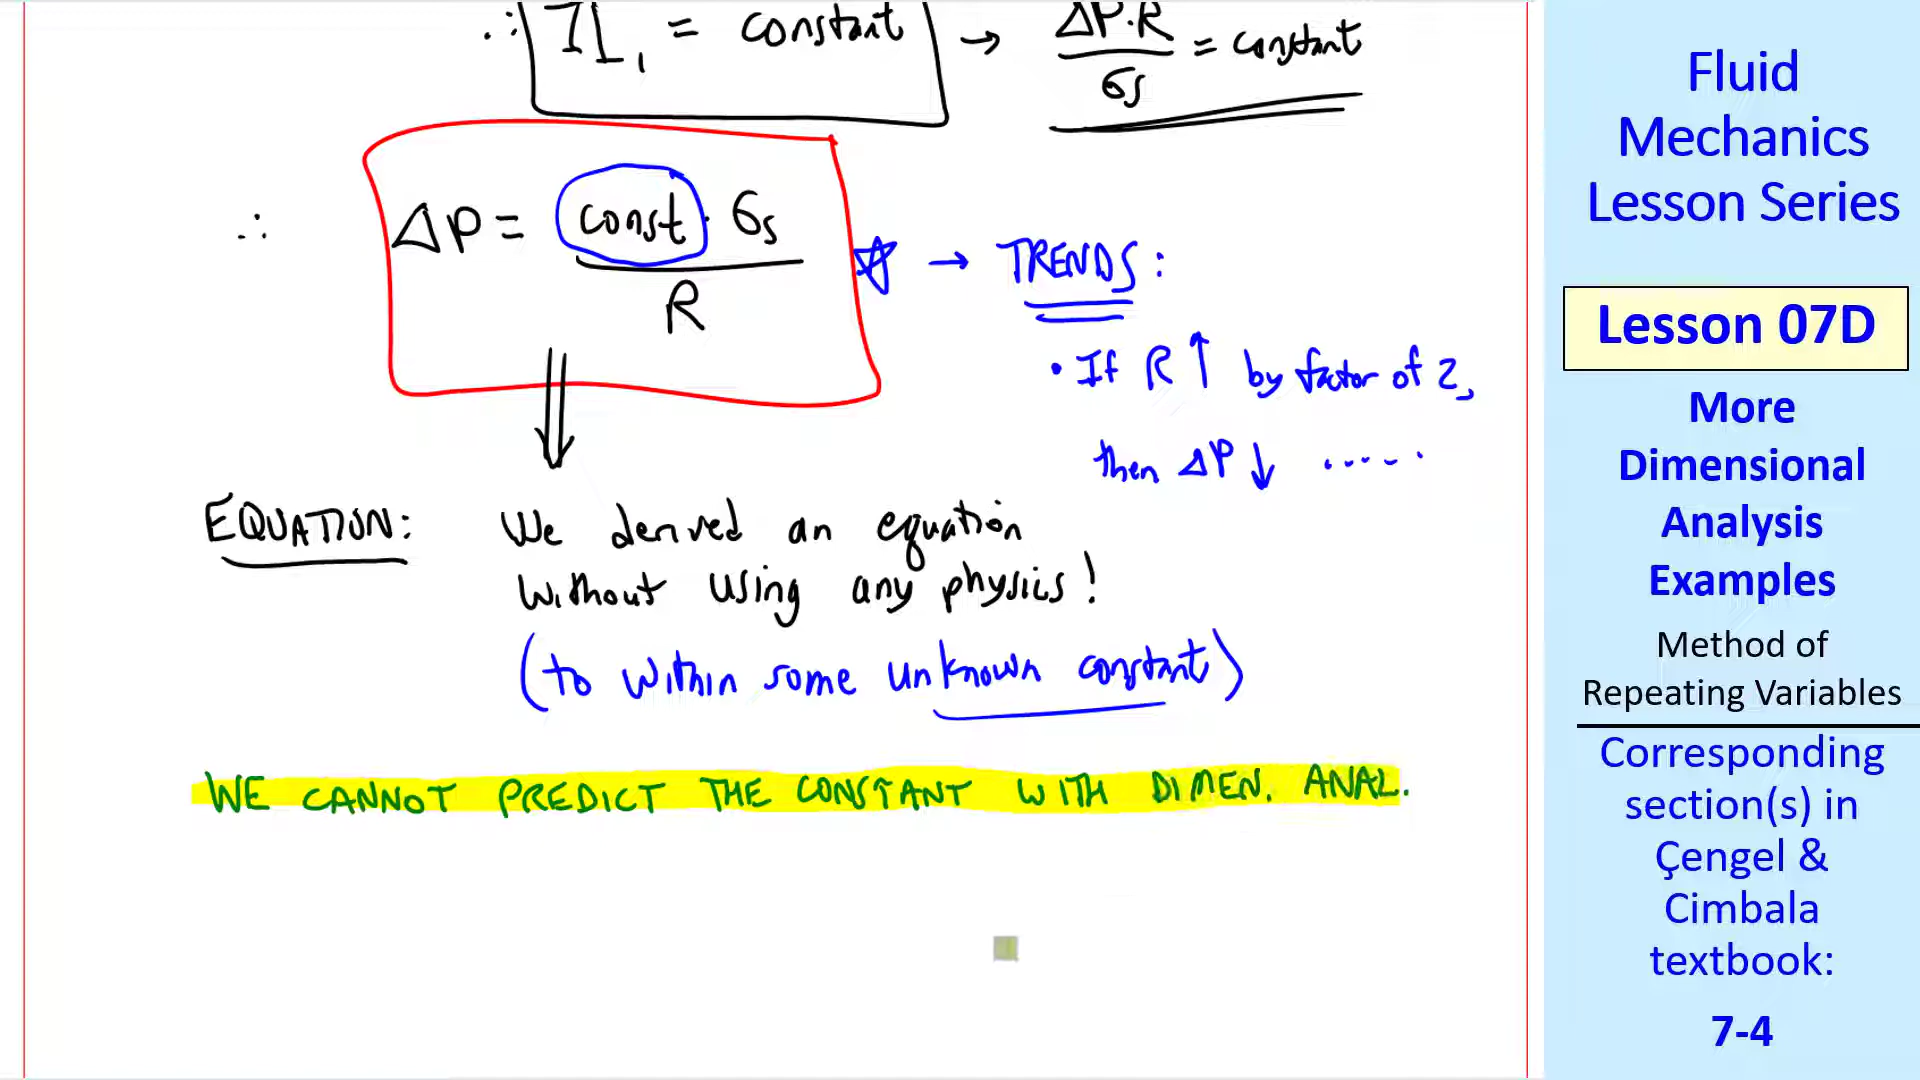 ∴ Π₁ = constant → ΔP·R / σs = constant
∴ ΔP = const · σs / R
→ TRENDS:
• If R ↑ by factor of 2,
then ΔP ↓ .....
EQUATION: We derived an equation
without using any physics!
(to within some unknown constant)
WE CANNOT PREDICT THE CONSTANT WITH DIMEN. ANAL.
Fluid
Mechanics
Lesson Series
Lesson 07D
More
Dimensional
Analysis
Examples
Method of
Repeating Variables
Corresponding
section(s) in
Çengel &
Cimbala
textbook:
7-4